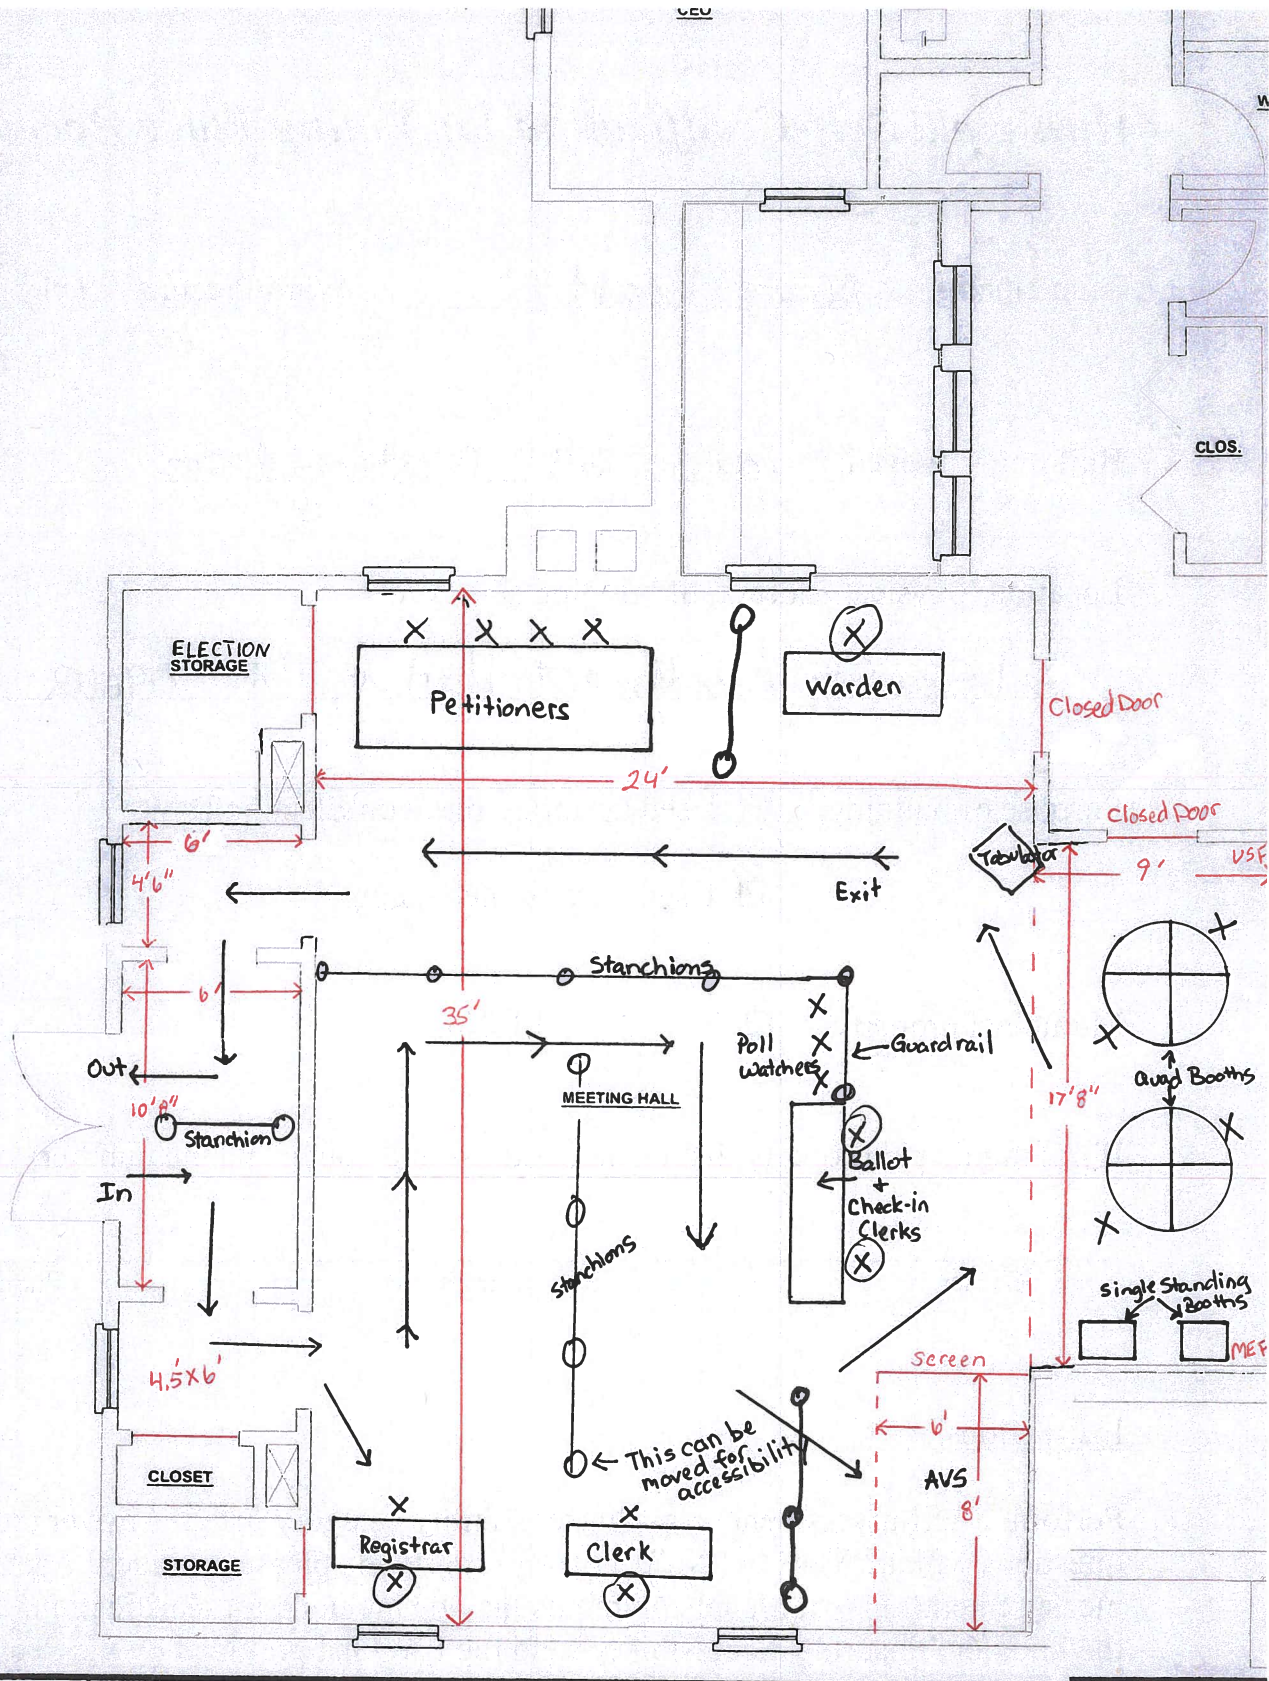 CEO
CLOS.
ELECTION
STORAGE
X X X X
Petitioners
X
Warden
Closed Door
24'
Closed Door
6'
4'6"
Exit
Tabulator
9'
Stanchions
6'
35'
X
Poll
Watchers
X
X
Guardrail
MEETING HALL
X
X
Quad Booths
17'8"
Out
10'8"
Stanchion
In
X
Ballot
+
Check-in
Clerks
X
X
X
Stanchions
Single Standing
Booths
4.5'x6'
Screen
6'
This can be
moved for
accessibility
AVS
8'
CLOSET
X
X
Registrar
Clerk
X
X
STORAGE